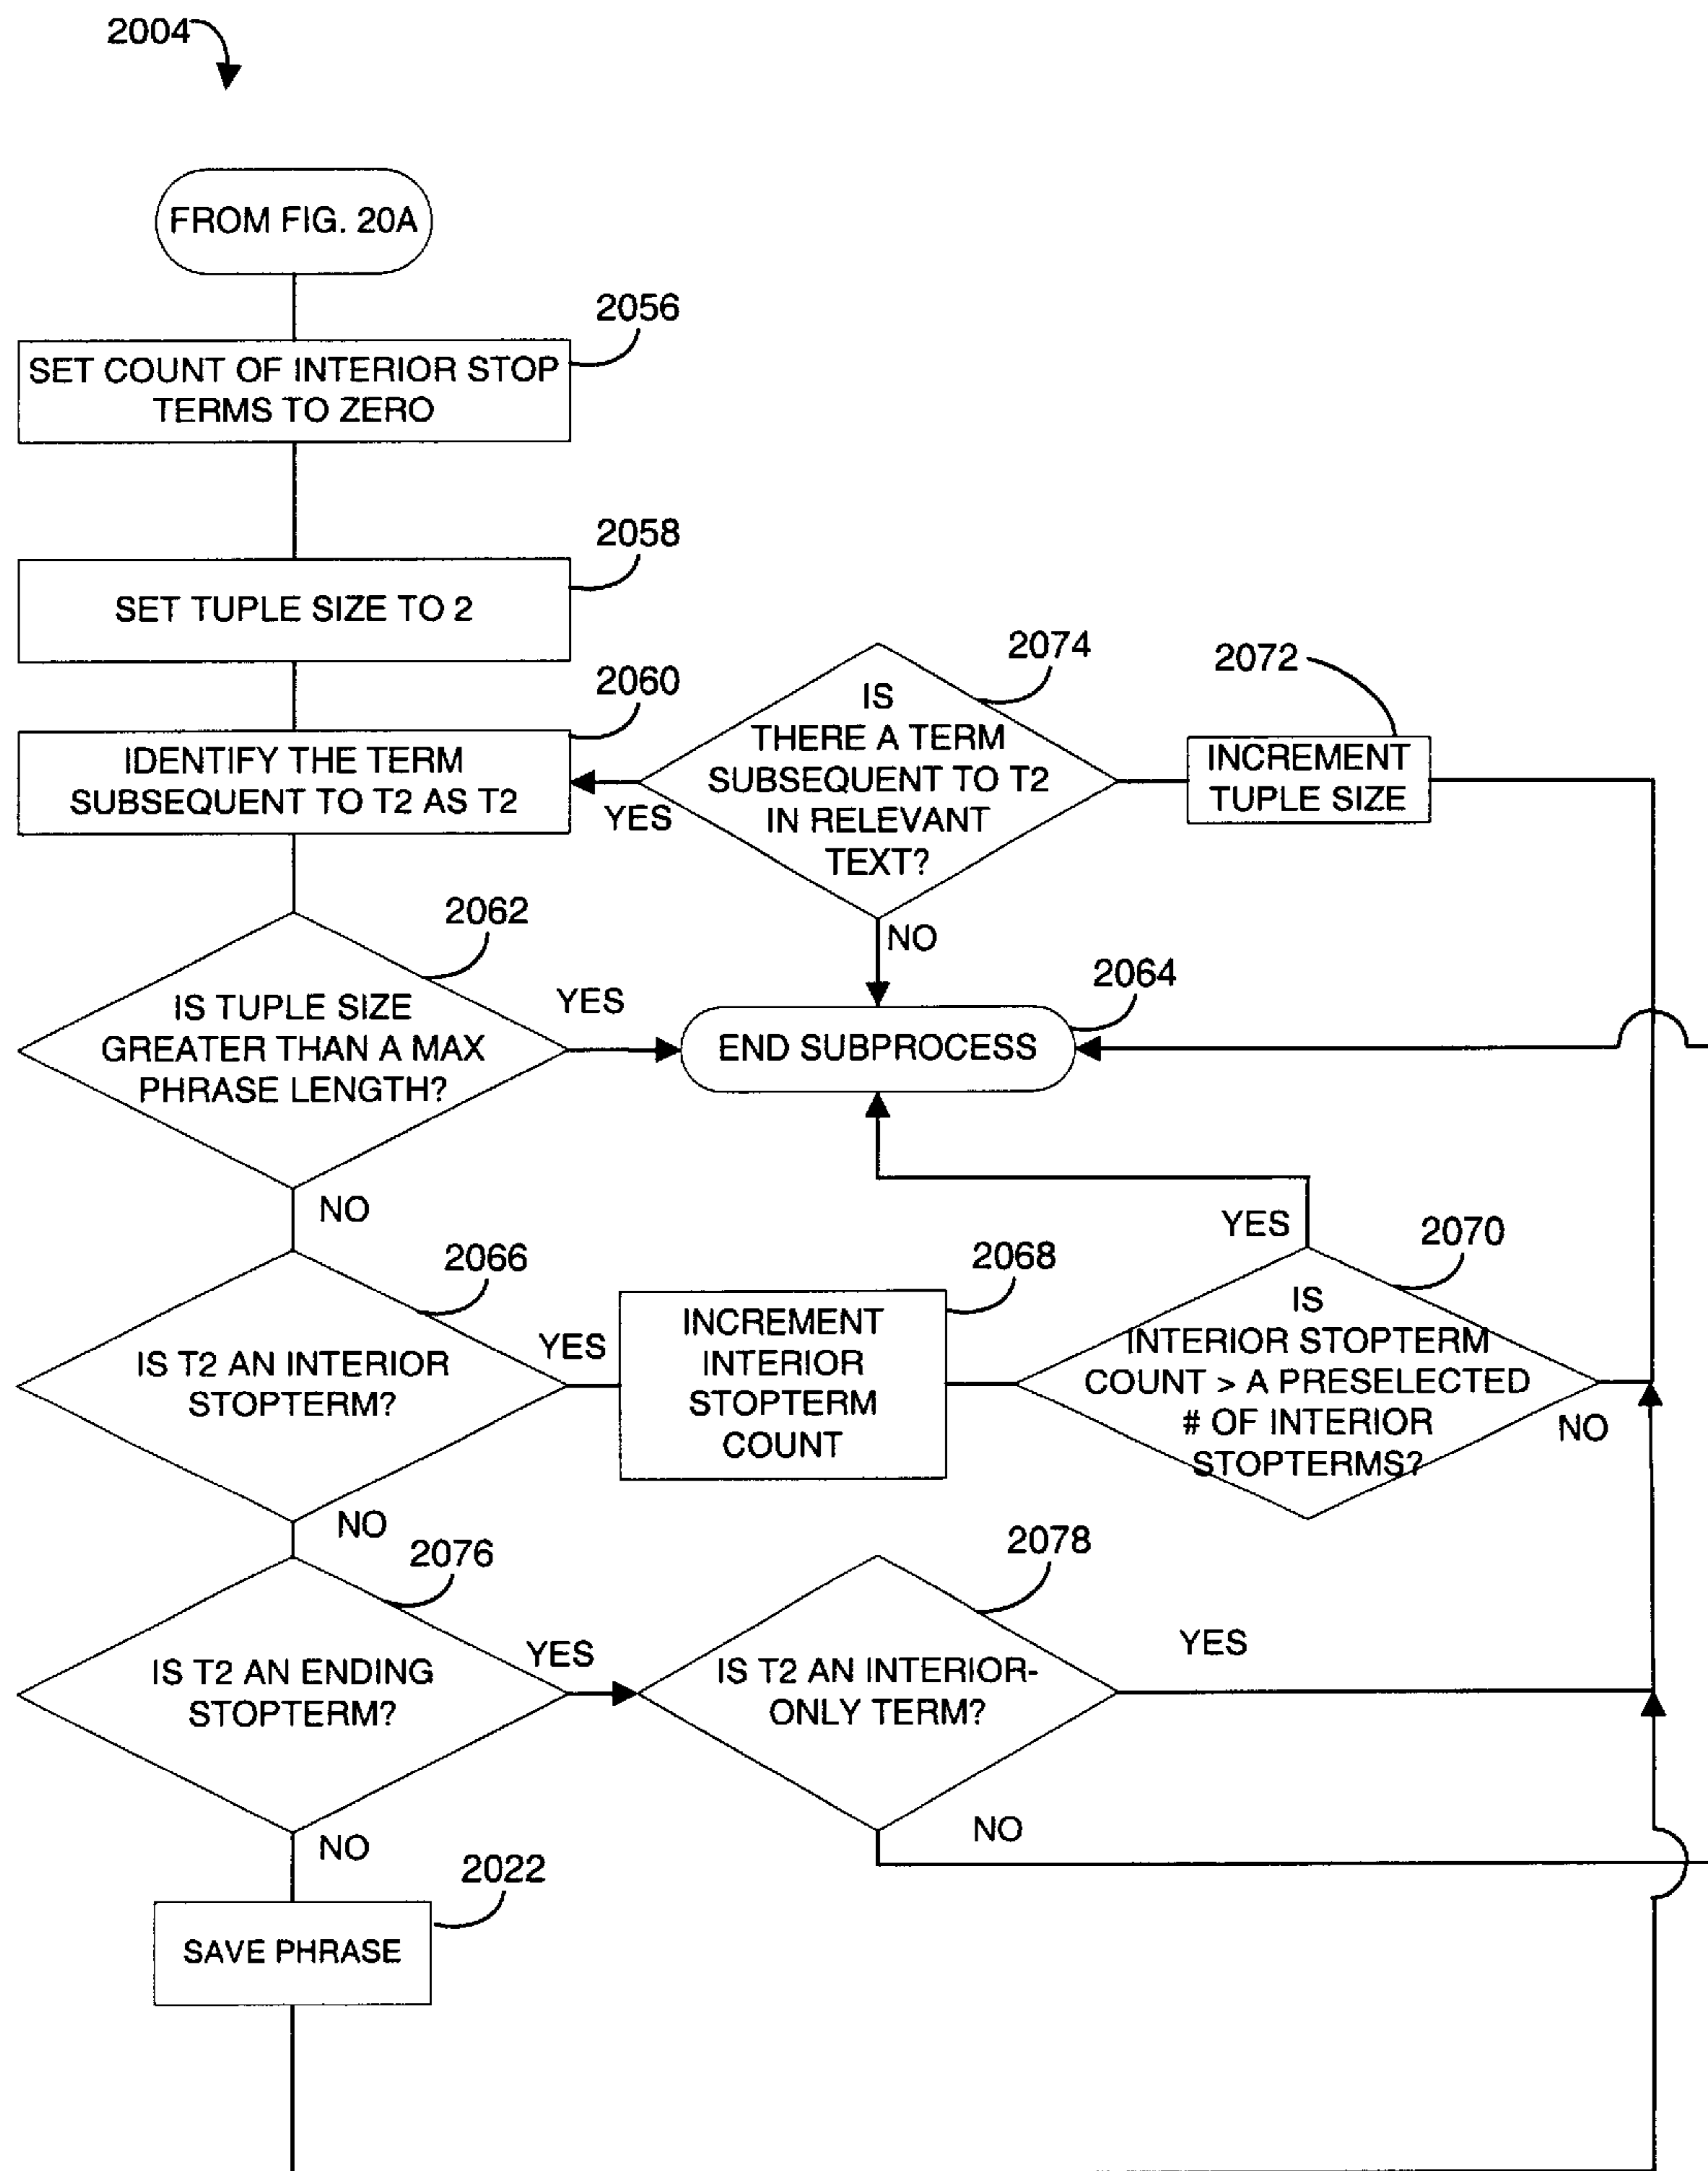 2004
FROM FIG. 20A
2056
SET COUNT OF INTERIOR STOP
TERMS TO ZERO
2058
SET TUPLE SIZE TO 2
2060
IDENTIFY THE TERM
SUBSEQUENT TO T2 AS T2
2074
IS
THERE A TERM
SUBSEQUENT TO T2
IN RELEVANT
TEXT?
YES
NO
2072
INCREMENT
TUPLE SIZE
2062
IS TUPLE SIZE
GREATER THAN A MAX
PHRASE LENGTH?
YES
NO
2064
END SUBPROCESS
2066
IS T2 AN INTERIOR
STOPTERM?
YES
NO
2068
INCREMENT
INTERIOR
STOPTERM
COUNT
2070
IS
INTERIOR STOPTERM
COUNT > A PRESELECTED
# OF INTERIOR
STOPTERMS?
YES
NO
2076
IS T2 AN ENDING
STOPTERM?
YES
NO
2078
IS T2 AN INTERIOR-
ONLY TERM?
YES
NO
2022
SAVE PHRASE